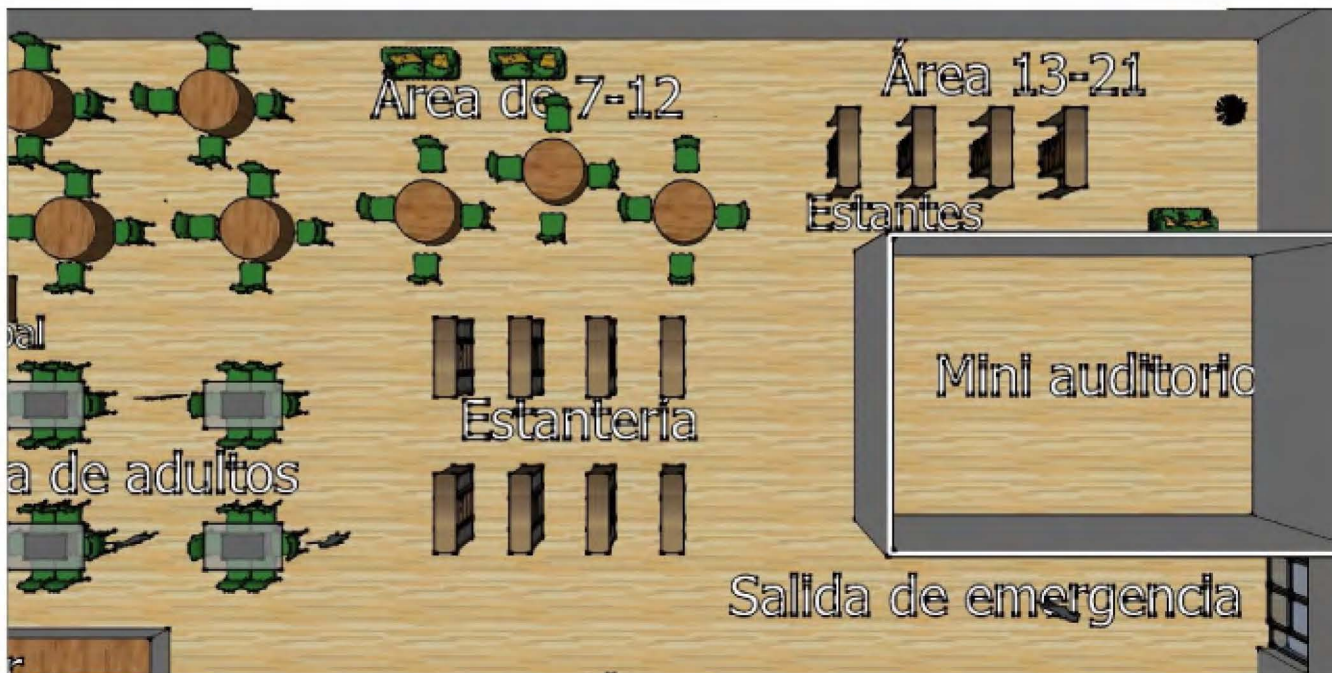 Área de 7-12
Área 13-21
Estantes
Mini auditorio
Estantería
a de adultos
Salida de emergencia